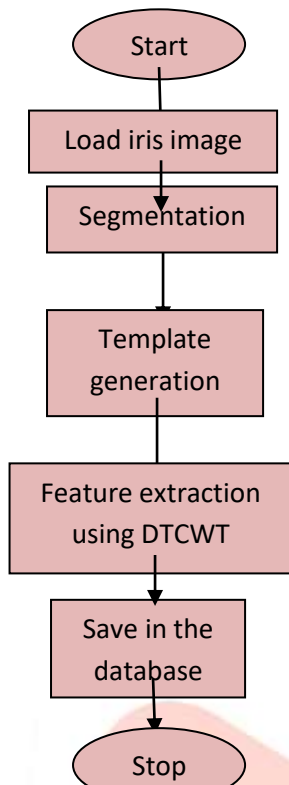 Start
Load iris image
Segmentation
Template
generation
Feature extraction
using DTCWT
Save in the
database
Stop